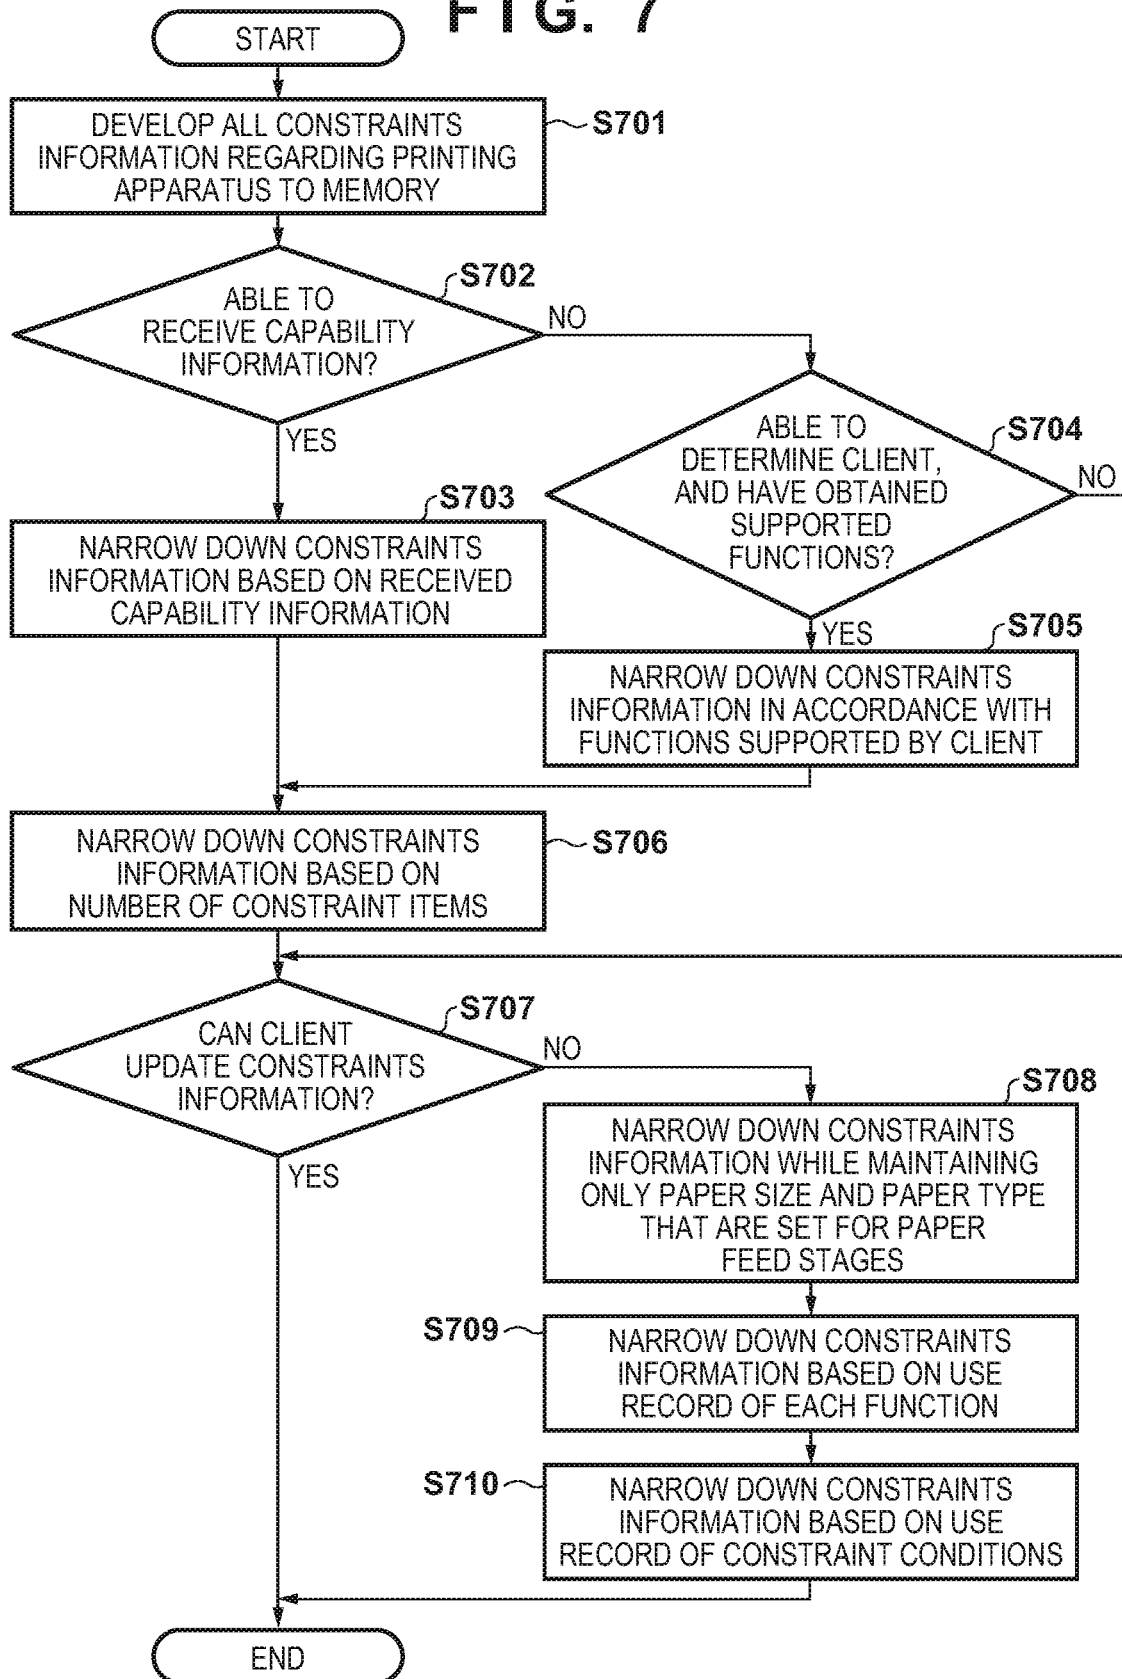 FIG. 7
START
DEVELOP ALL CONSTRAINTS
INFORMATION REGARDING PRINTING
APPARATUS TO MEMORY
S701
S702
ABLE TO
RECEIVE CAPABILITY
INFORMATION?
NO
YES
S704
ABLE TO
DETERMINE CLIENT,
AND HAVE OBTAINED
SUPPORTED
FUNCTIONS?
NO
YES
S703
NARROW DOWN CONSTRAINTS
INFORMATION BASED ON RECEIVED
CAPABILITY INFORMATION
S705
NARROW DOWN CONSTRAINTS
INFORMATION IN ACCORDANCE WITH
FUNCTIONS SUPPORTED BY CLIENT
NARROW DOWN CONSTRAINTS
INFORMATION BASED ON
NUMBER OF CONSTRAINT ITEMS
S706
S707
CAN CLIENT
UPDATE CONSTRAINTS
INFORMATION?
NO
YES
S708
NARROW DOWN CONSTRAINTS
INFORMATION WHILE MAINTAINING
ONLY PAPER SIZE AND PAPER TYPE
THAT ARE SET FOR PAPER
FEED STAGES
S709
NARROW DOWN CONSTRAINTS
INFORMATION BASED ON USE
RECORD OF EACH FUNCTION
S710
NARROW DOWN CONSTRAINTS
INFORMATION BASED ON USE
RECORD OF CONSTRAINT CONDITIONS
END